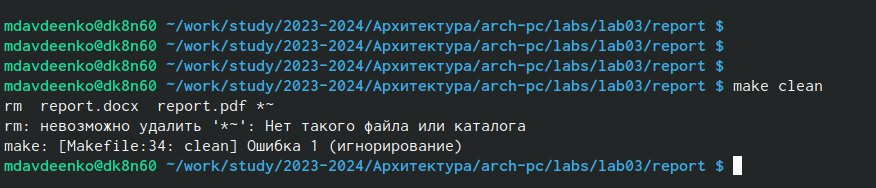 mdavdeenko@dk8n60 ~/work/study/2023-2024/Архитектура/arch-pc/labs/lab03/report $
mdavdeenko@dk8n60 ~/work/study/2023-2024/Архитектура/arch-pc/labs/lab03/report $
mdavdeenko@dk8n60 ~/work/study/2023-2024/Архитектура/arch-pc/labs/lab03/report $
mdavdeenko@dk8n60 ~/work/study/2023-2024/Архитектура/arch-pc/labs/lab03/report $ make clean
rm  report.docx  report.pdf *~
rm: невозможно удалить '*~': Нет такого файла или каталога
make: [Makefile:34: clean] Ошибка 1 (игнорирование)
mdavdeenko@dk8n60 ~/work/study/2023-2024/Архитектура/arch-pc/labs/lab03/report $